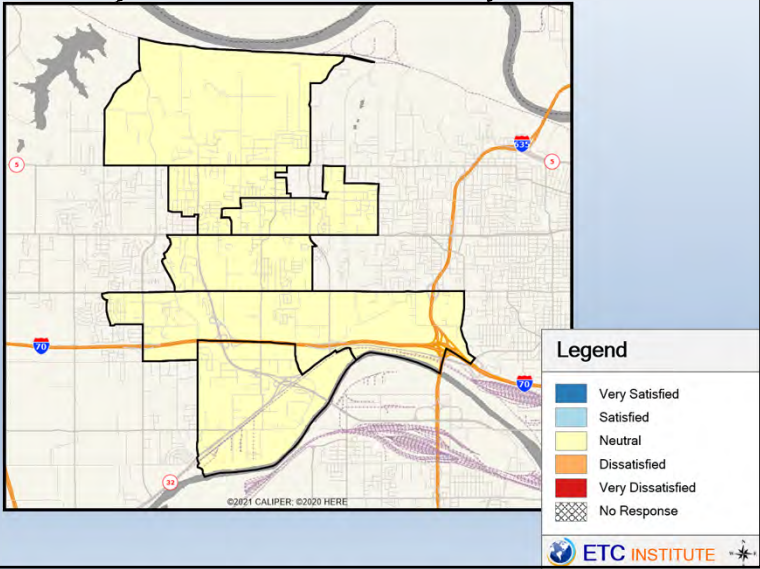 635
5
5
70
70
32
©2021 CALIPER; ©2020 HERE
Legend
Very Satisfied
Satisfied
Neutral
Dissatisfied
Very Dissatisfied
No Response
ETC INSTITUTE